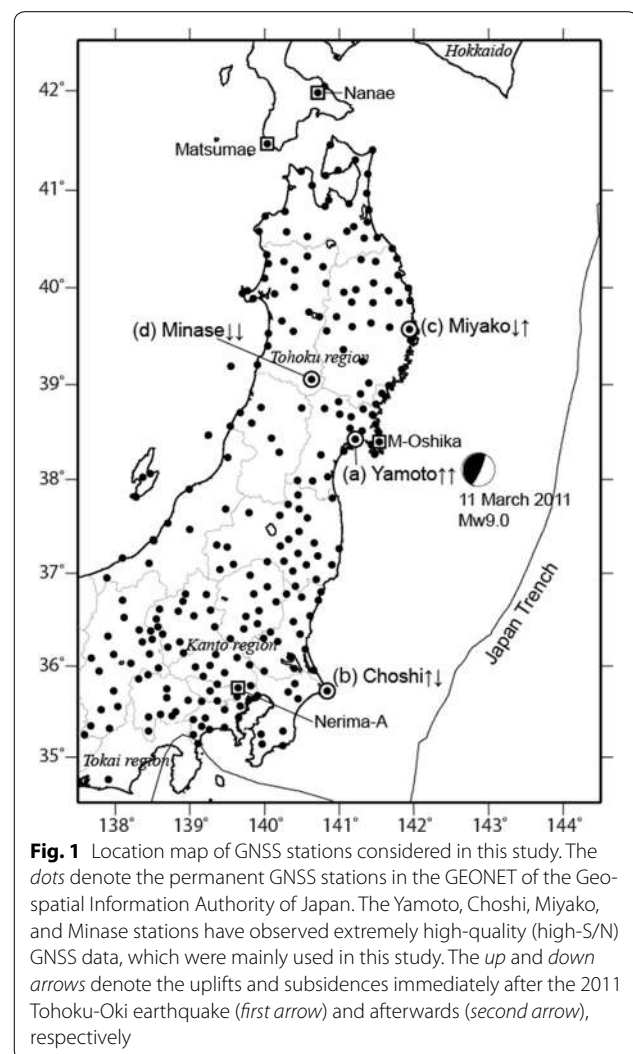 Hokkaido
42°
Nanae
Matsumae
41°
40°
(c) Miyako↓↑
(d) Minase↓↓
Tohoku region
39°
M-Oshika
38°
(a) Yamoto↑↑
11 March 2011
Mw9.0
37°
Japan Trench
36°
Kanto region
(b) Choshi↑↓
Nerima-A
35°
Tokai region
138° 139° 140° 141° 142° 143° 144°
Fig. 1 Location map of GNSS stations considered in this study. The
dots denote the permanent GNSS stations in the GEONET of the Geo-
spatial Information Authority of Japan. The Yamoto, Choshi, Miyako,
and Minase stations have observed extremely high-quality (high-S/N)
GNSS data, which were mainly used in this study. The up and down
arrows denote the uplifts and subsidences immediately after the 2011
Tohoku-Oki earthquake (first arrow) and afterwards (second arrow),
respectively